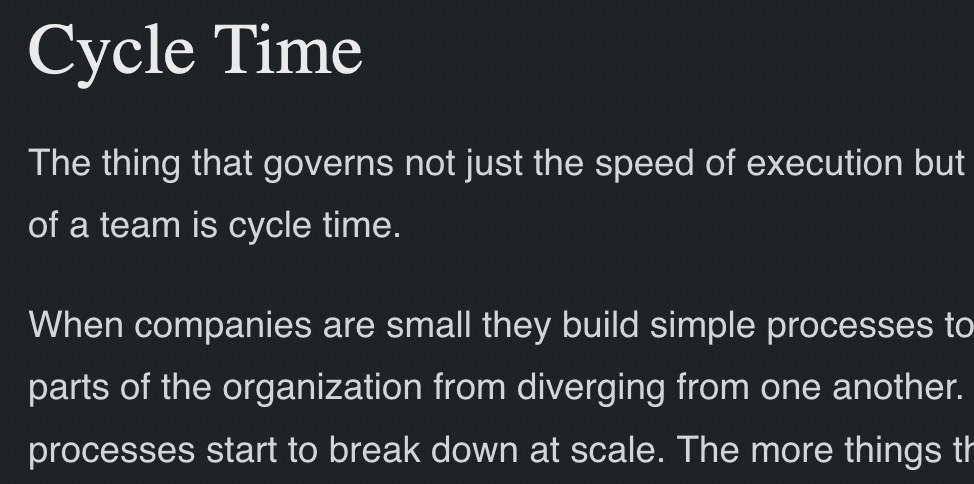 Cycle Time
The thing that governs not just the speed of execution but
of a team is cycle time.
When companies are small they build simple processes to
parts of the organization from diverging from one another.
processes start to break down at scale. The more things